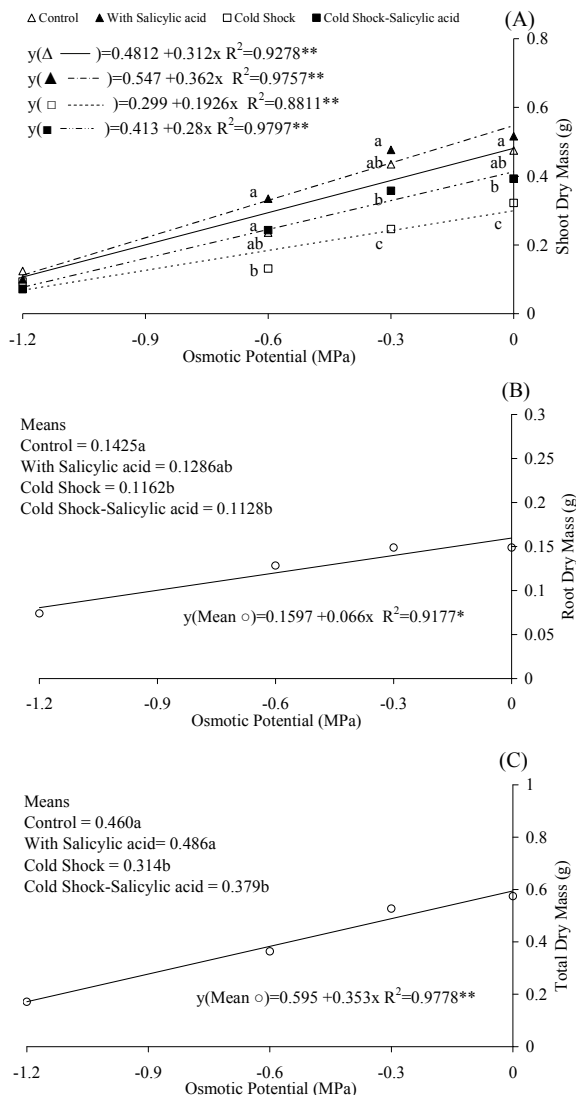 △ Control ▲ With Salicylic acid □ Cold Shock ■ Cold Shock-Salicylic acid
(A)
y(△ ——— )=0.4812 +0.312x R²=0.9278**
y(▲ –·–·– )=0.547 +0.362x R²=0.9757**
y(□ ------- )=0.299 +0.1926x R²=0.8811**
y(■ –··–··– )=0.413 +0.28x R²=0.9797**
0.8
0.6
0.4
0.2
0
Shoot Dry Mass (g)
a
a
ab
b
a
ab
b
c
a
ab
b
c
-1.2 -0.9 -0.6 -0.3 0
Osmotic Potential (MPa)
(B)
Means
Control = 0.1425a
With Salicylic acid = 0.1286ab
Cold Shock = 0.1162b
Cold Shock-Salicylic acid = 0.1128b
0.3
0.25
0.2
0.15
0.1
0.05
0
Root Dry Mass (g)
y(Mean ○)=0.1597 +0.066x R²=0.9177*
-1.2 -0.9 -0.6 -0.3 0
Osmotic Potential (MPa)
(C)
Means
Control = 0.460a
With Salicylic acid= 0.486a
Cold Shock = 0.314b
Cold Shock-Salicylic acid = 0.379b
1
0.8
0.6
0.4
0.2
0
Total Dry Mass (g)
y(Mean ○)=0.595 +0.353x R²=0.9778**
-1.2 -0.9 -0.6 -0.3 0
Osmotic Potential (MPa)